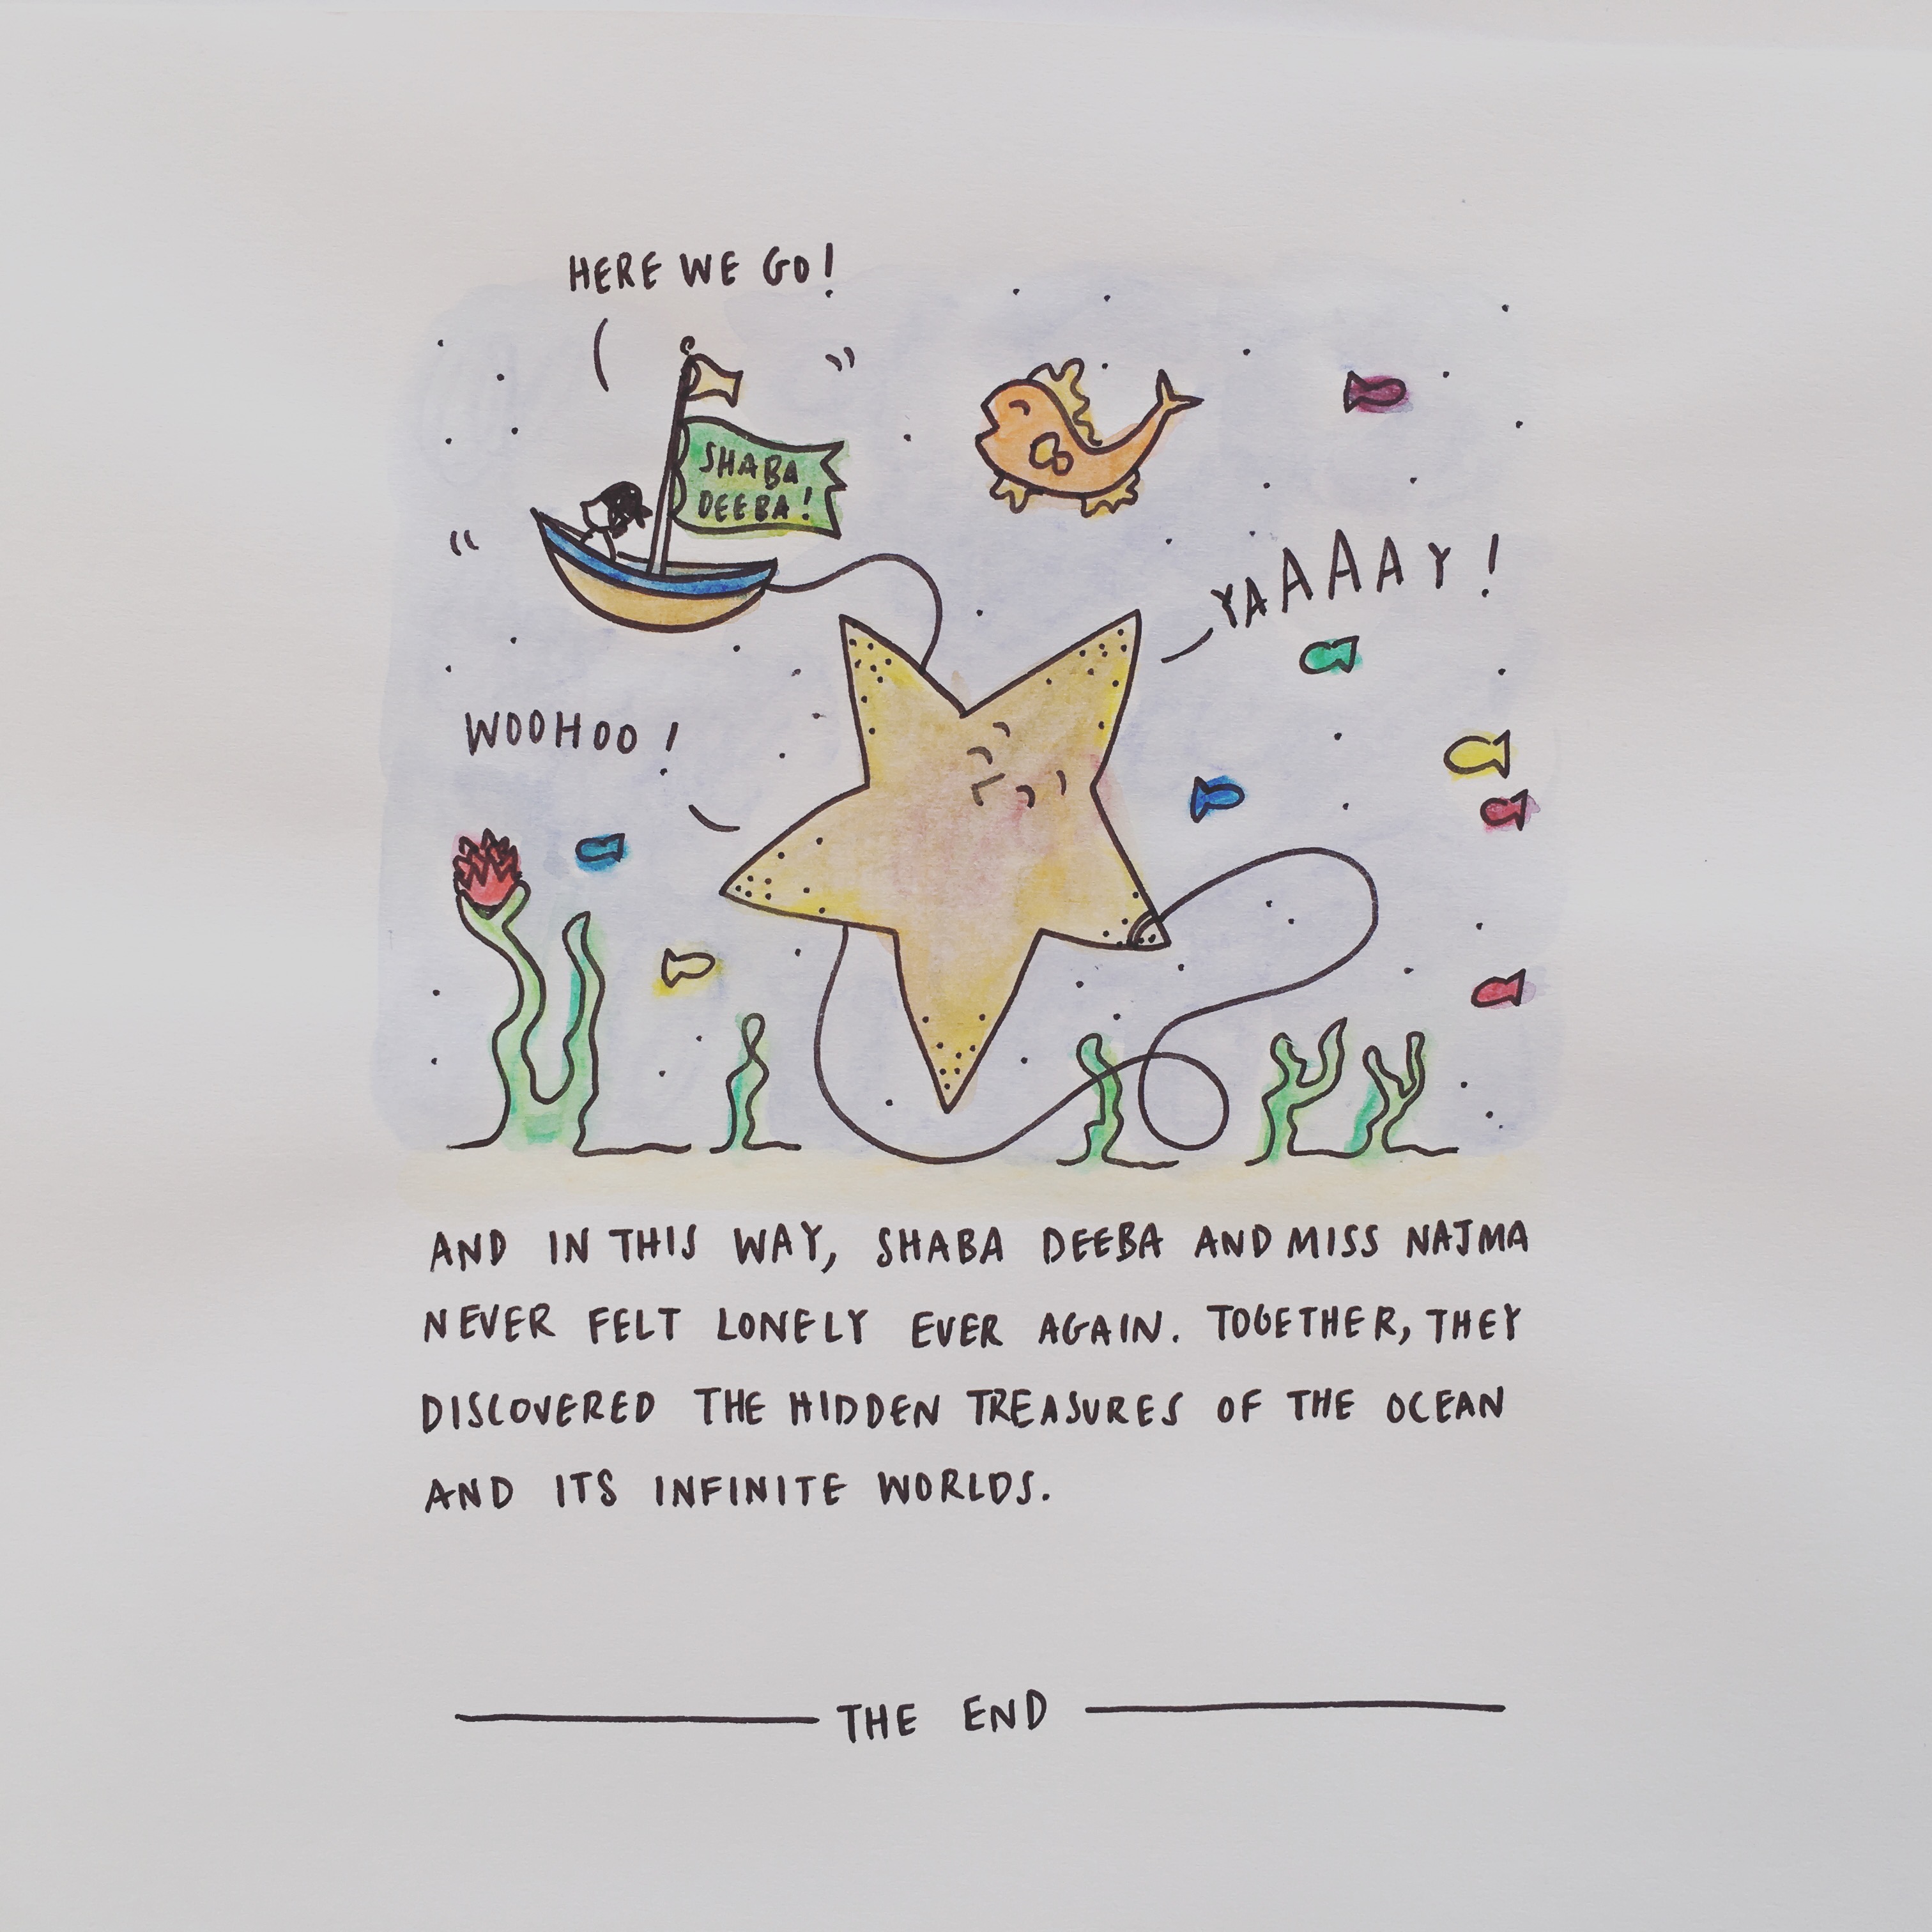 HERE WE GO!
SHABA
DEEBA!
YAAAAAY!
WOOHOO!
AND IN THIS WAY, SHABA DEEBA AND MISS NAJMA
NEVER FELT LONELY EVER AGAIN. TOGETHER, THEY
DISCOVERED THE HIDDEN TREASURES OF THE OCEAN
AND ITS INFINITE WORLDS.
THE END